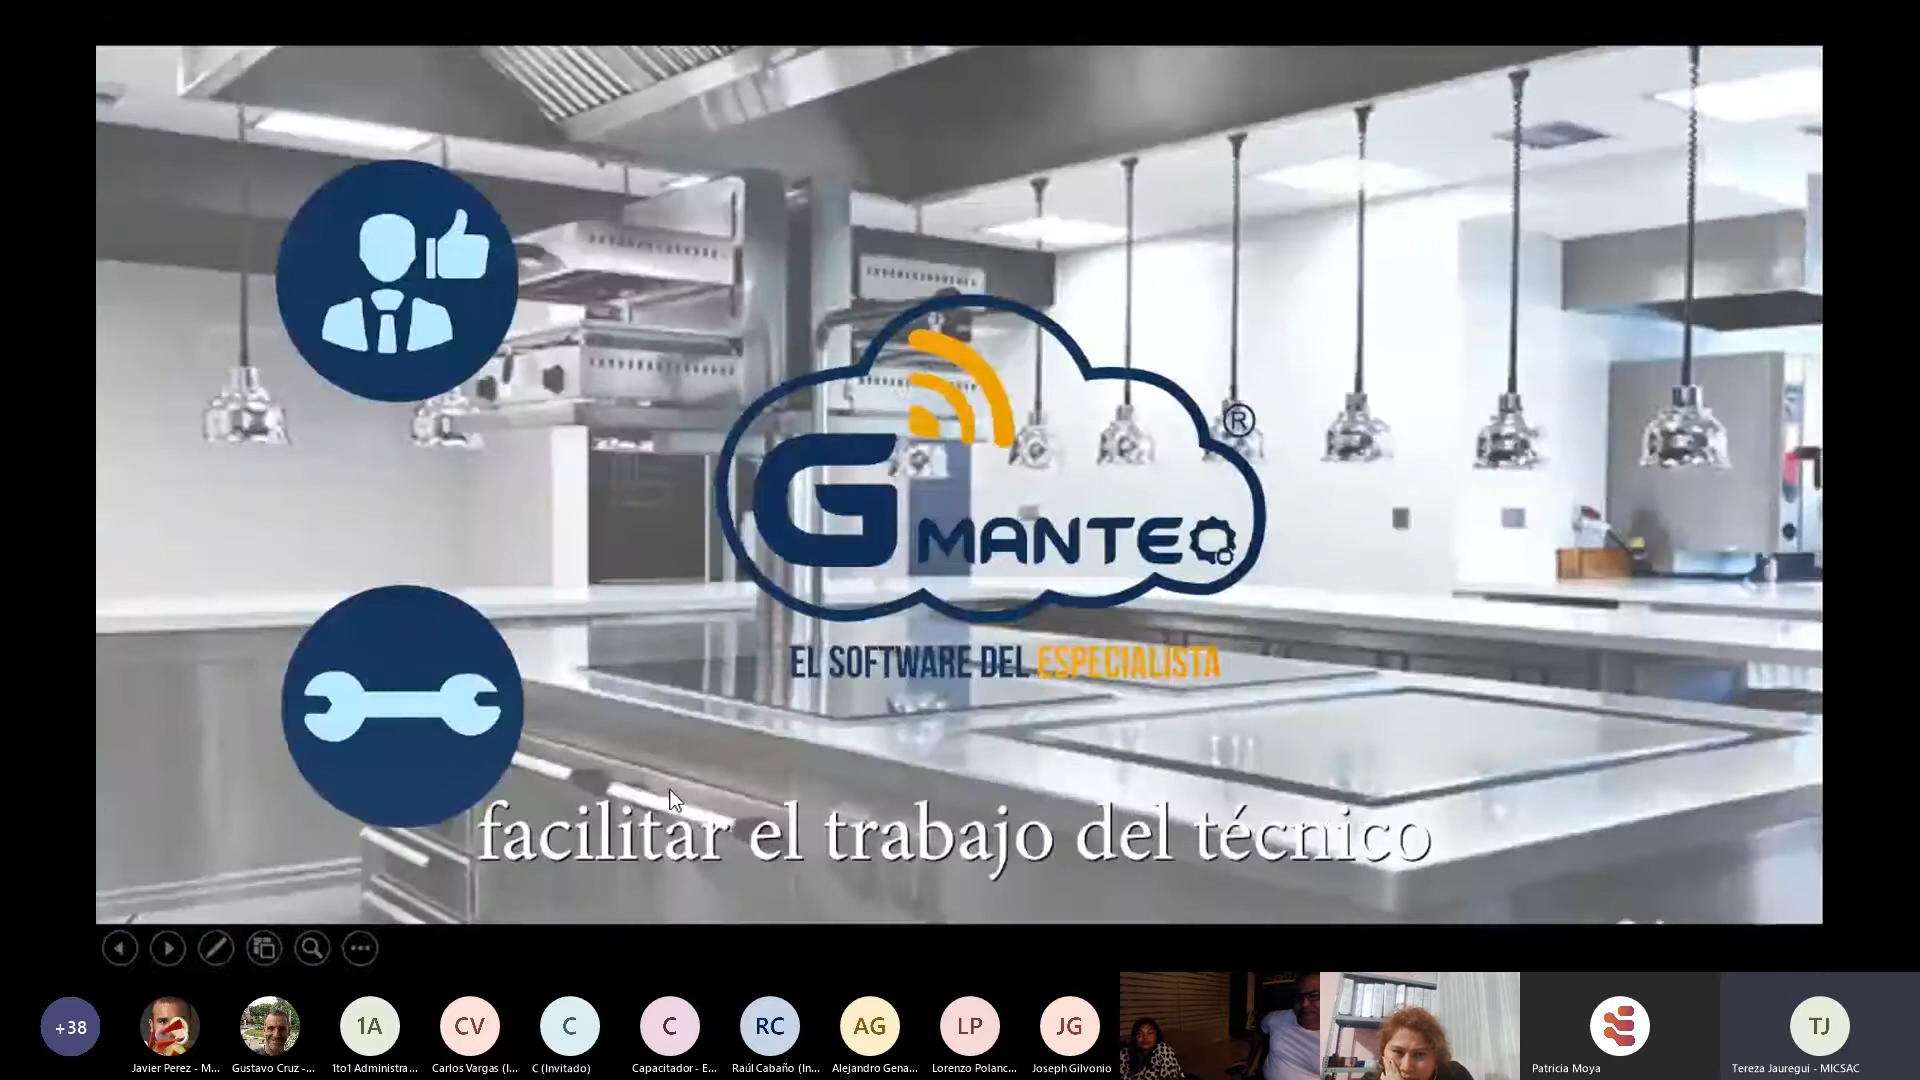 G MANTEO ®
EL SOFTWARE DEL ESPECIALISTA
facilitar el trabajo del técnico
+38
1A
CV
C
C
RC
AG
LP
JG
TJ
Javier Perez - M...
Gustavo Cruz -...
1to1 Administra...
Carlos Vargas (I...
C (Invitado)
Capacitador - E...
Raúl Cabaño (In...
Alejandro Gena...
Lorenzo Polanc...
Joseph Gilvonio
Patricia Moya
Tereza Jauregui - MICSAC